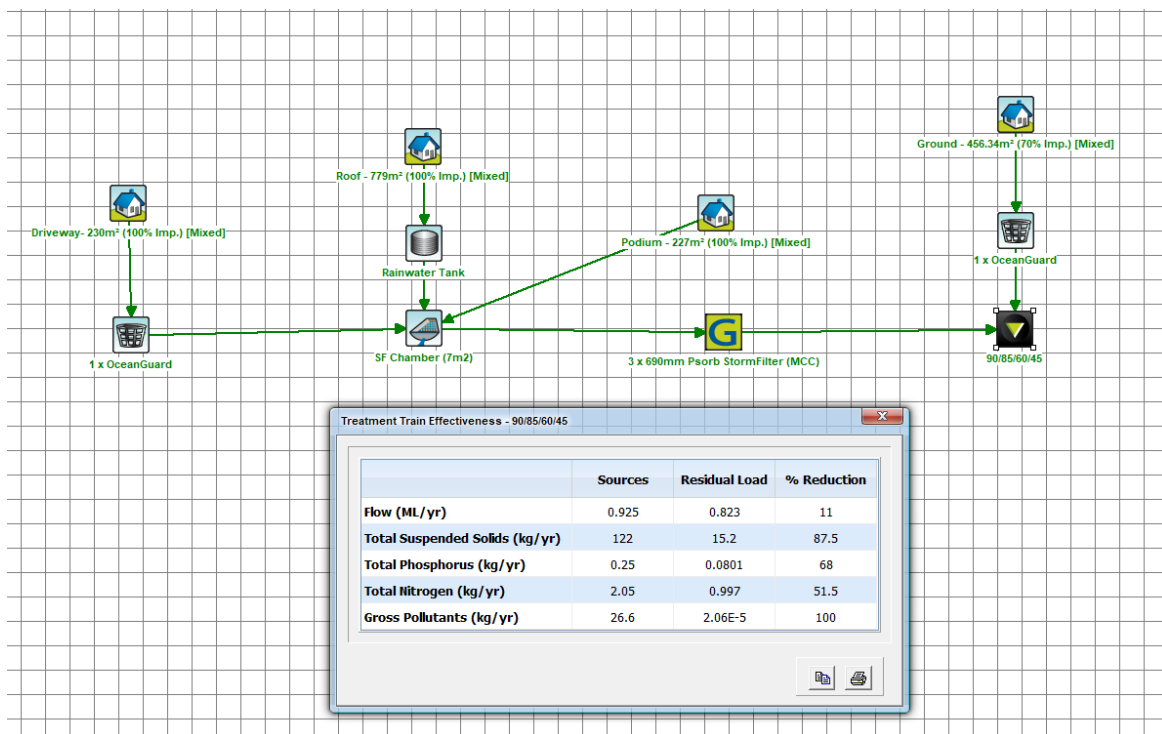 Ground - 456.34m² (70% Imp.) [Mixed]
Roof - 779m² (100% Imp.) [Mixed]
Driveway- 230m² (100% Imp.) [Mixed]
Podium - 227m² (100% Imp.) [Mixed]
1 x OceanGuard
Rainwater Tank
1 x OceanGuard
SF Chamber (7m2)
3 x 690mm Psorb StormFilter (MCC)
90/85/60/45
Treatment Train Effectiveness - 90/85/60/45
Sources Residual Load % Reduction
Flow (ML/yr) 0.925 0.823 11
Total Suspended Solids (kg/yr) 122 15.2 87.5
Total Phosphorus (kg/yr) 0.25 0.0801 68
Total Nitrogen (kg/yr) 2.05 0.997 51.5
Gross Pollutants (kg/yr) 26.6 2.06E-5 100